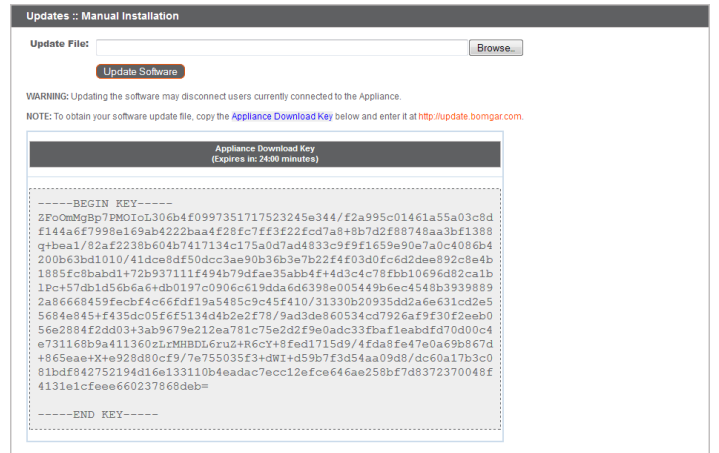 Updates :: Manual Installation
Update File:
Browse..
Update Software
WARNING: Updating the software may disconnect users currently connected to the Appliance.
NOTE: To obtain your software update file, copy the Appliance Download Key below and enter it at http://update.bomgar.com.
Appliance Download Key
(Expires in: 24:00 minutes)
-----BEGIN KEY-----
ZFoOmMgBp7PMOIoL306b4f0997351717523245e344/f2a995c01461a55a03c8d
f144a6f7998e169ab4222baa4f28fc7ff3f22fcd7a8+8b7d2f88748aa3bf1388
q+bea1/82af2238b604b7417134c175a0d7ad4833c9f9f1659e90e7a0c4086b4
200b63bd1010/41dce8df50dcc3ae90b36b3e7b22f4f03d0fc6d2dee892c8e4b
1885fc8babd1+72b937111f494b79dfae35abb4f+4d3c4c78fbb10696d82ca1b
1Pc+57db1d56b6a6+db0197c0906c619dda6d6398e005449b6ec4548b3939889
2a86668459fecbf4c66fdf19a5485c9c45f410/31330b20935dd2a6e631cd2e5
5684e845+f435dc05f6f5134d4b2e2f78/9ad3de860534cd7926af9f30f2eeb0
56e2884f2dd03+3ab9679e212ea781c75e2d2f9e0adc33fbaf1eabdfd70d00c4
e731168b9a411360zLrMHBDL6ruZ+R6cY+8fed1715d9/4fda8fe47e0a69b867d
+865eae+X+e928d80cf9/7e755035f3+dWI+d59b7f3d54aa09d8/dc60a17b3c0
81bdf842752194d16e133110b4eadac7ecc12efce646ae258bf7d8372370048f
4131e1cfeee660237868deb=
-----END KEY-----